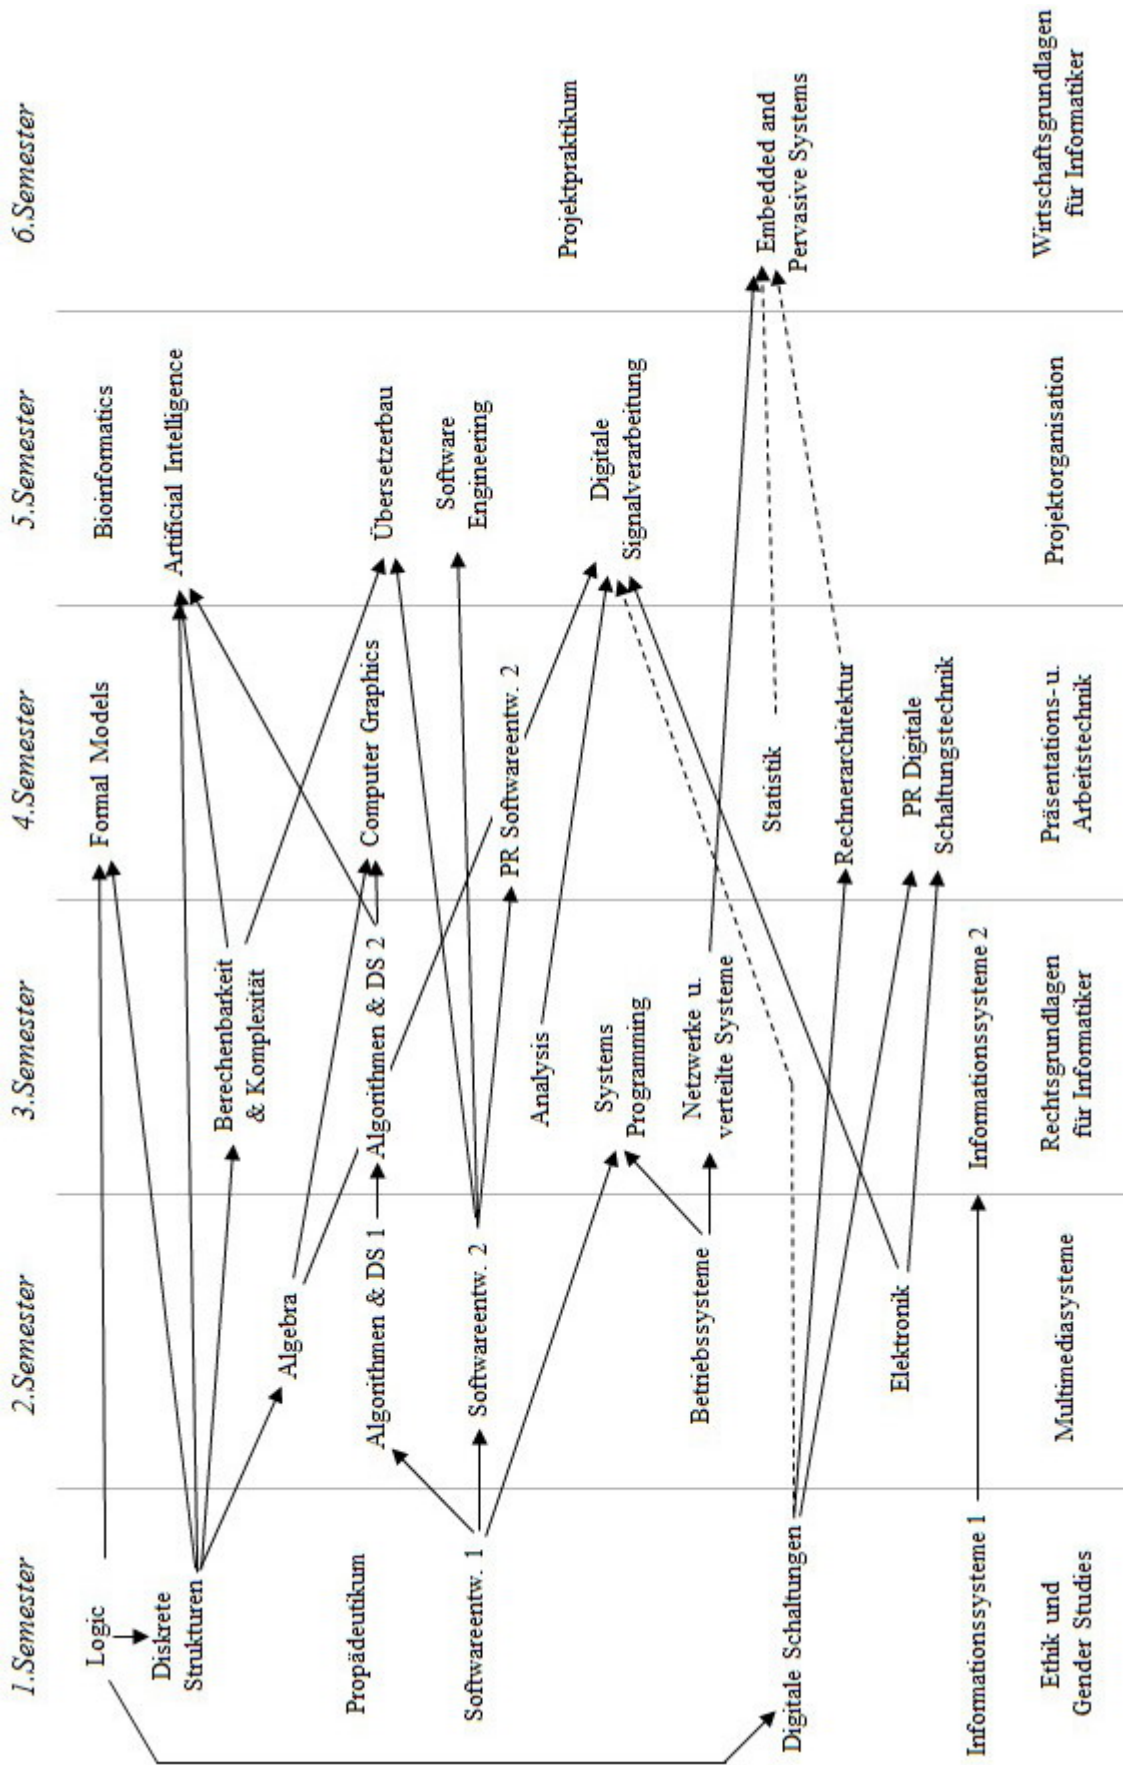 1.Semester
2.Semester
3.Semester
4.Semester
5.Semester
6.Semester
Logic
Diskrete
Strukturen
Propädeutikum
Softwareentw. 1
Digitale Schaltungen
Informationssysteme 1
Ethik und
Gender Studies
Algebra
Algorithmen & DS 1
Softwareentw. 2
Betriebssysteme
Elektronik
Multimediasysteme
Berechenbarkeit
& Komplexität
Algorithmen & DS 2
Analysis
Systems
Programming
Netzwerke u.
verteilte Systeme
Informationssysteme 2
Rechtsgrundlagen
für Informatiker
Formal Models
Computer Graphics
PR Softwareentw. 2
Statistik
Rechnerarchitektur
PR Digitale
Schaltungstechnik
Präsentations-u.
Arbeitstechnik
Bioinformatics
Artificial Intelligence
Übersetzerbau
Software
Engineering
Digitale
Signalverarbeitung
Projektorganisation
Projektpraktikum
Embedded and
Pervasive Systems
Wirtschaftsgrundlagen
für Informatiker